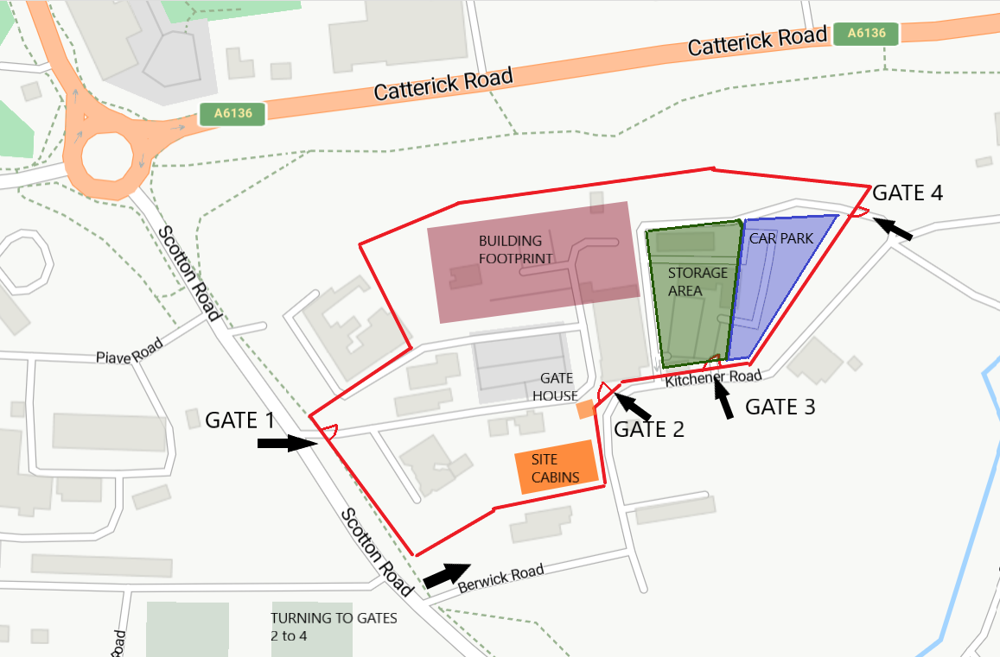 A6136
Catterick Road
Catterick Road
A6136
Scotton Road
GATE 4
BUILDING
FOOTPRINT
CAR PARK
STORAGE
AREA
Piave Road
GATE
HOUSE
Kitchener Road
GATE 1
GATE 2
GATE 3
SITE
CABINS
Scotton Road
Berwick Road
TURNING TO GATES
2 to 4
oad